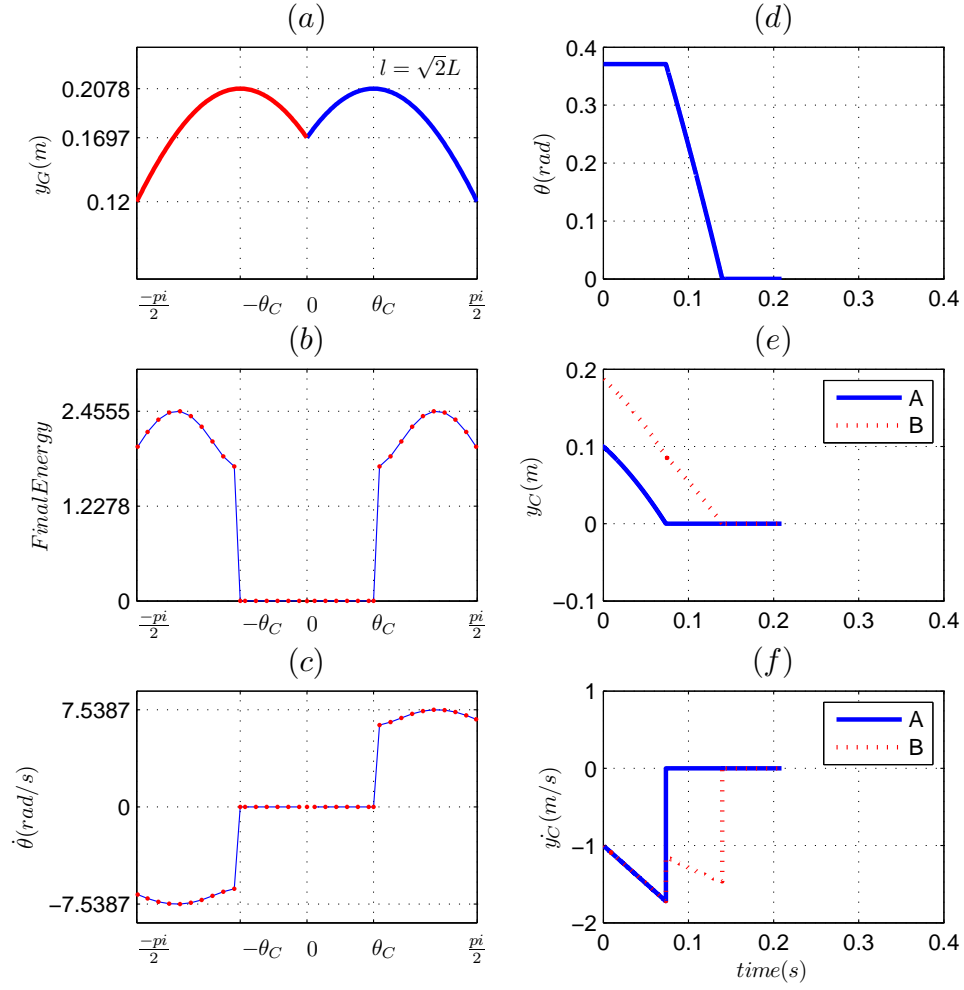 (a)
l = √2L
0.2078
0.1697
0.12
y_G(m)
-pi/2
-θ_C
0
θ_C
pi/2
(b)
2.4555
1.2278
0
FinalEnergy
-pi/2
-θ_C
0
θ_C
pi/2
(c)
7.5387
0
−7.5387
θ̇(rad/s)
-pi/2
-θ_C
0
θ_C
pi/2
(d)
0.4
0.3
0.2
0.1
0
θ(rad)
0 0.1 0.2 0.3 0.4
(e)
0.2
0.1
0
−0.1
y_C(m)
A
B
0 0.1 0.2 0.3 0.4
(f)
1
0
−1
−2
ẏ_C(m/s)
A
B
0 0.1 0.2 0.3 0.4
time(s)